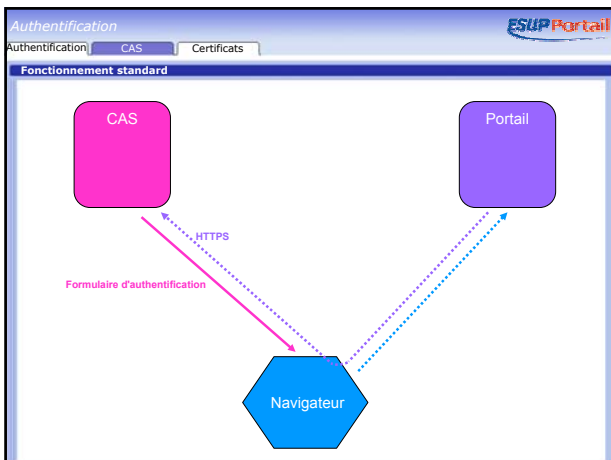 Authentification
ESUP Portail
Authentification
CAS
Certificats
Fonctionnement standard
CAS
Portail
HTTPS
Formulaire d'authentification
Navigateur